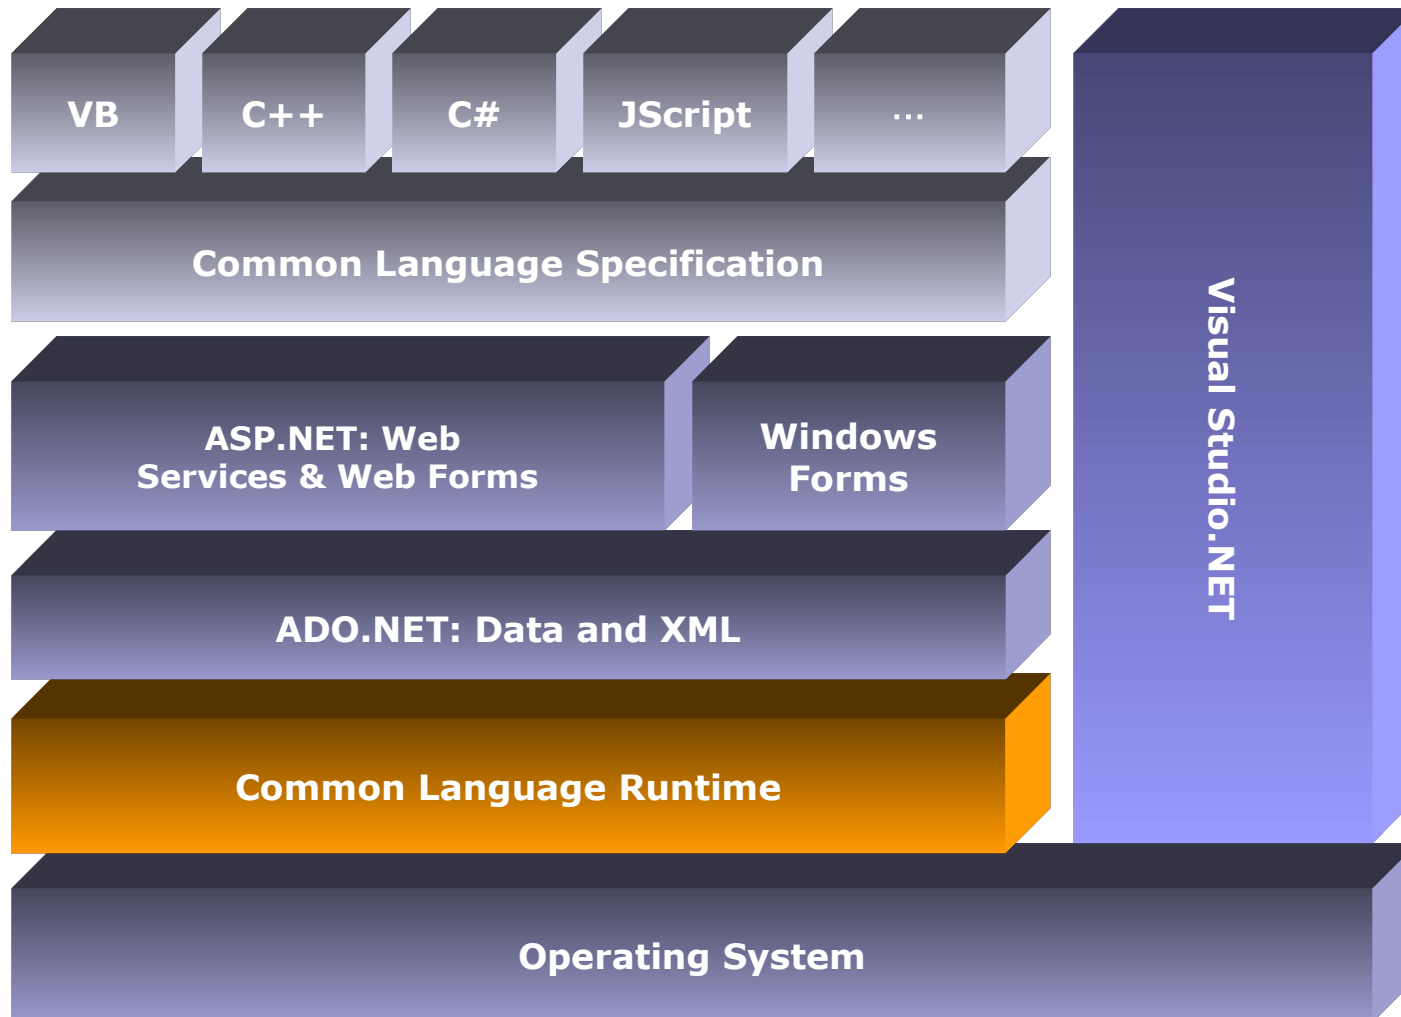 VB
C++
C#
JScript
...
Common Language Specification
ASP.NET: Web
Services & Web Forms
Windows
Forms
ADO.NET: Data and XML
Common Language Runtime
Operating System
Visual Studio.NET